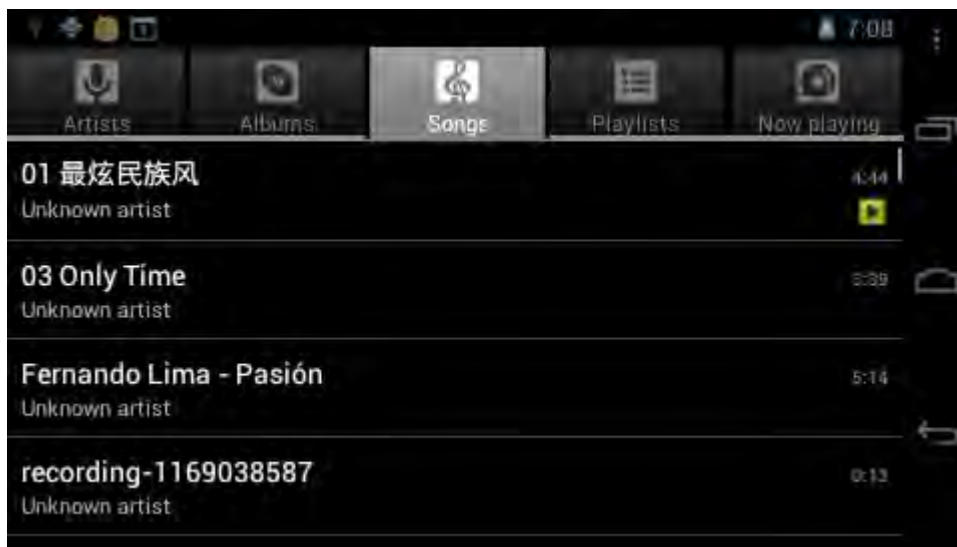 7:08
Artists
Albums
Songs
Playlists
Now playing
01 最炫民族风
4:44
Unknown artist
03 Only Time
Unknown artist
Fernando Lima - Pasión
5:14
Unknown artist
recording-1169038587
0:13
Unknown artist